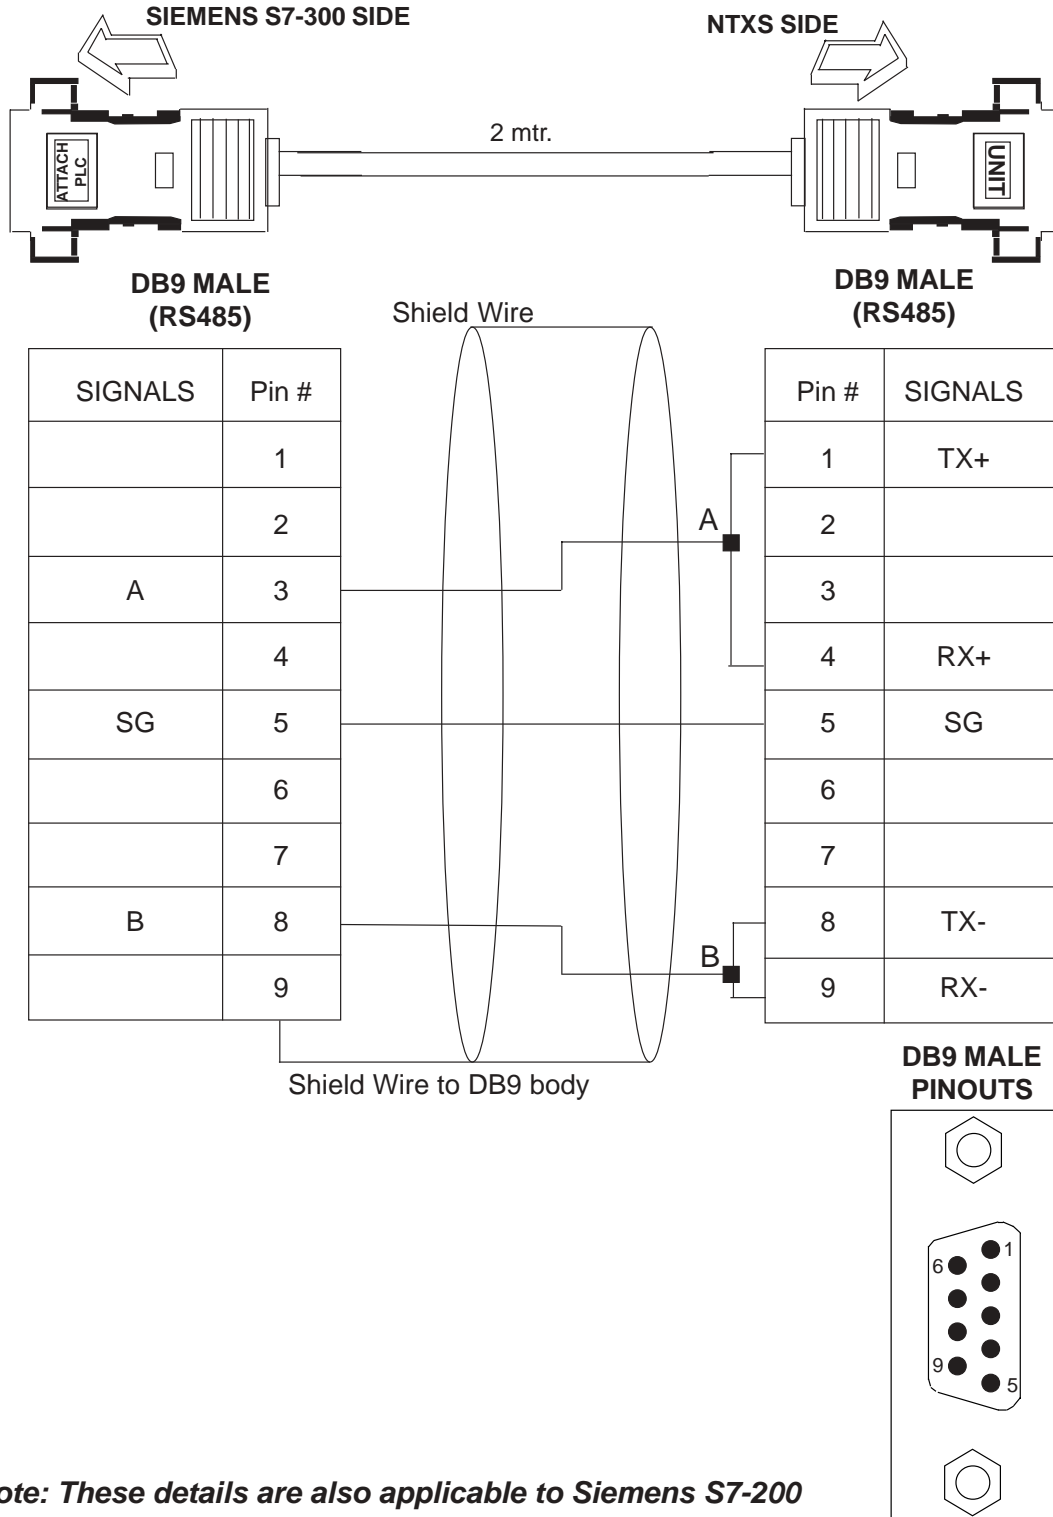 SIEMENS S7-300 SIDE
NTXS SIDE
ATTACH
PLC
2 mtr.
UNIT
DB9 MALE
(RS485)
DB9 MALE
(RS485)
Shield Wire
SIGNALS Pin #
1
2
A 3
4
SG 5
6
7
B 8
9
A
B
Pin # SIGNALS
1 TX+
2
3
4 RX+
5 SG
6
7
8 TX-
9 RX-
Shield Wire to DB9 body
DB9 MALE
PINOUTS
1
6
9
5
ote: These details are also applicable to Siemens S7-200